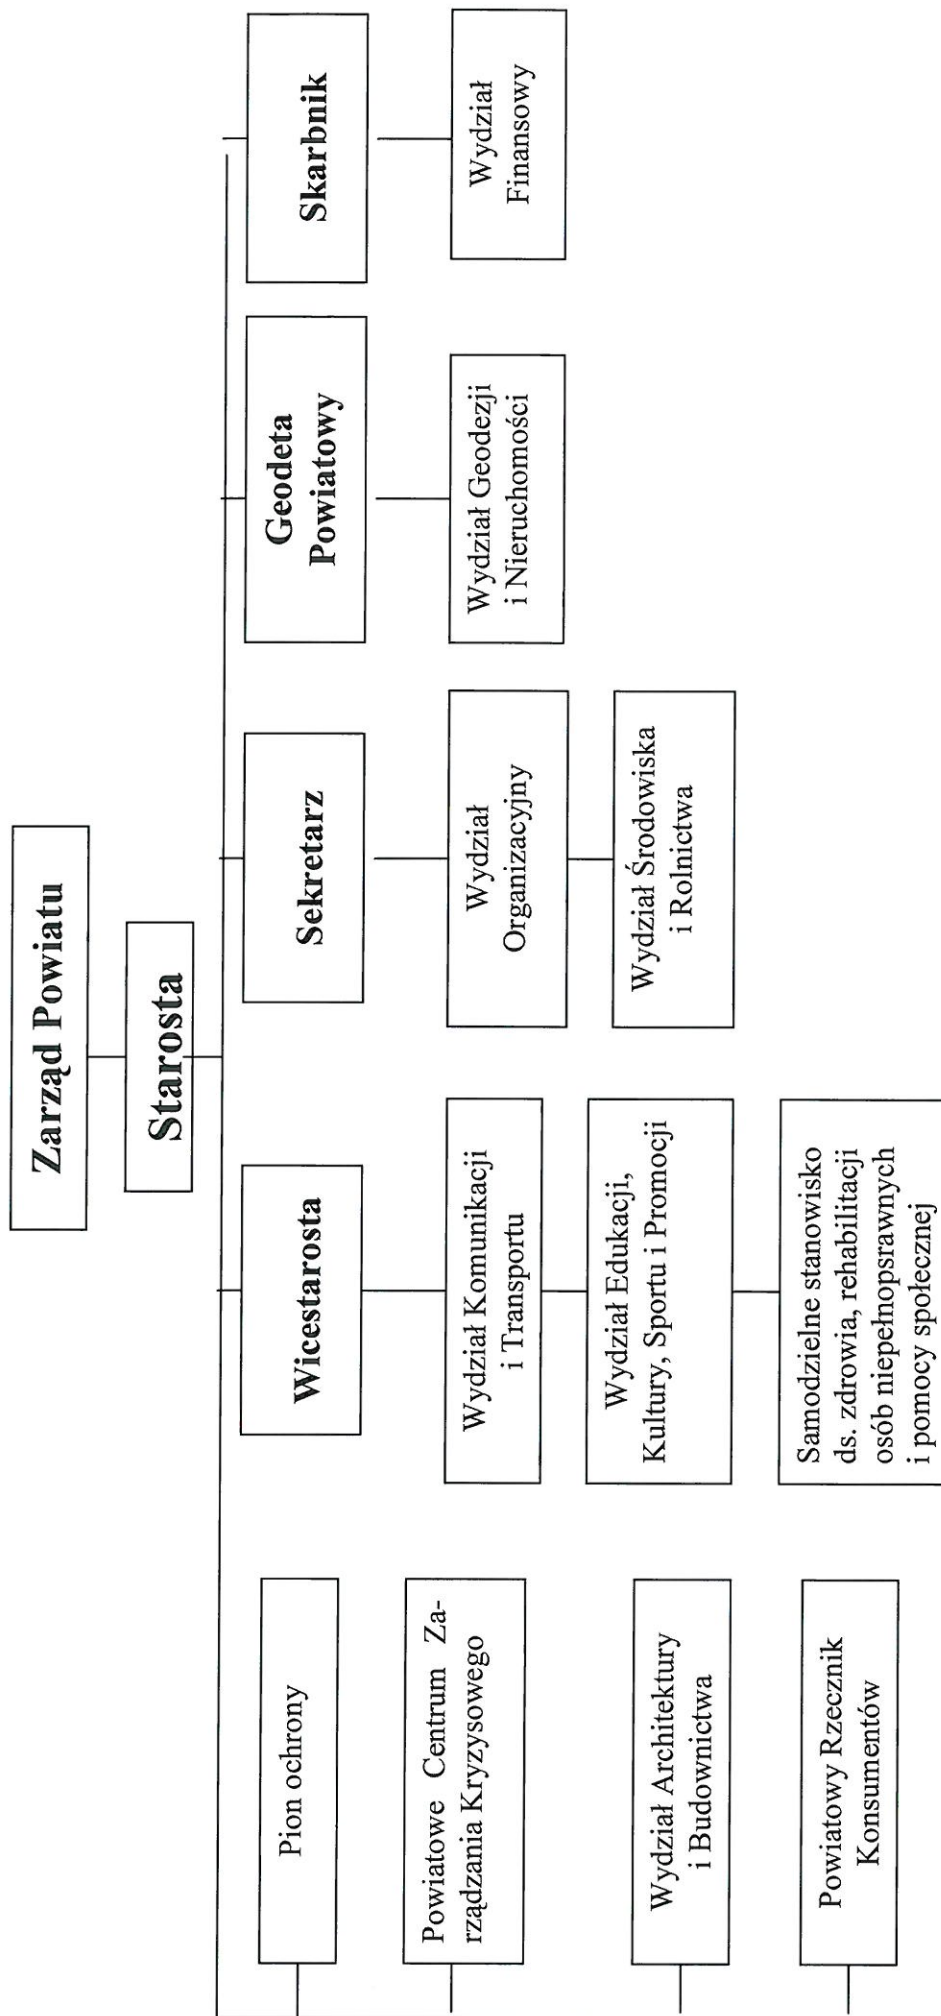 Zarząd Powiatu
Starosta
Pion ochrony
Powiatowe Centrum Za-
rządzania Kryzysowego
Wydział Architektury
i Budownictwa
Powiatowy Rzecznik
Konsumentów
Wicestarosta
Wydział Komunikacji
i Transportu
Wydział Edukacji,
Kultury, Sportu i Promocji
Samodzielne stanowisko
ds. zdrowia, rehabilitacji
osób niepełnopsrawnych
i pomocy społecznej
Sekretarz
Wydział
Organizacyjny
Wydział Środowiska
i Rolnictwa
Geodeta
Powiatowy
Wydział Geodezji
i Nieruchomości
Skarbnik
Wydział
Finansowy